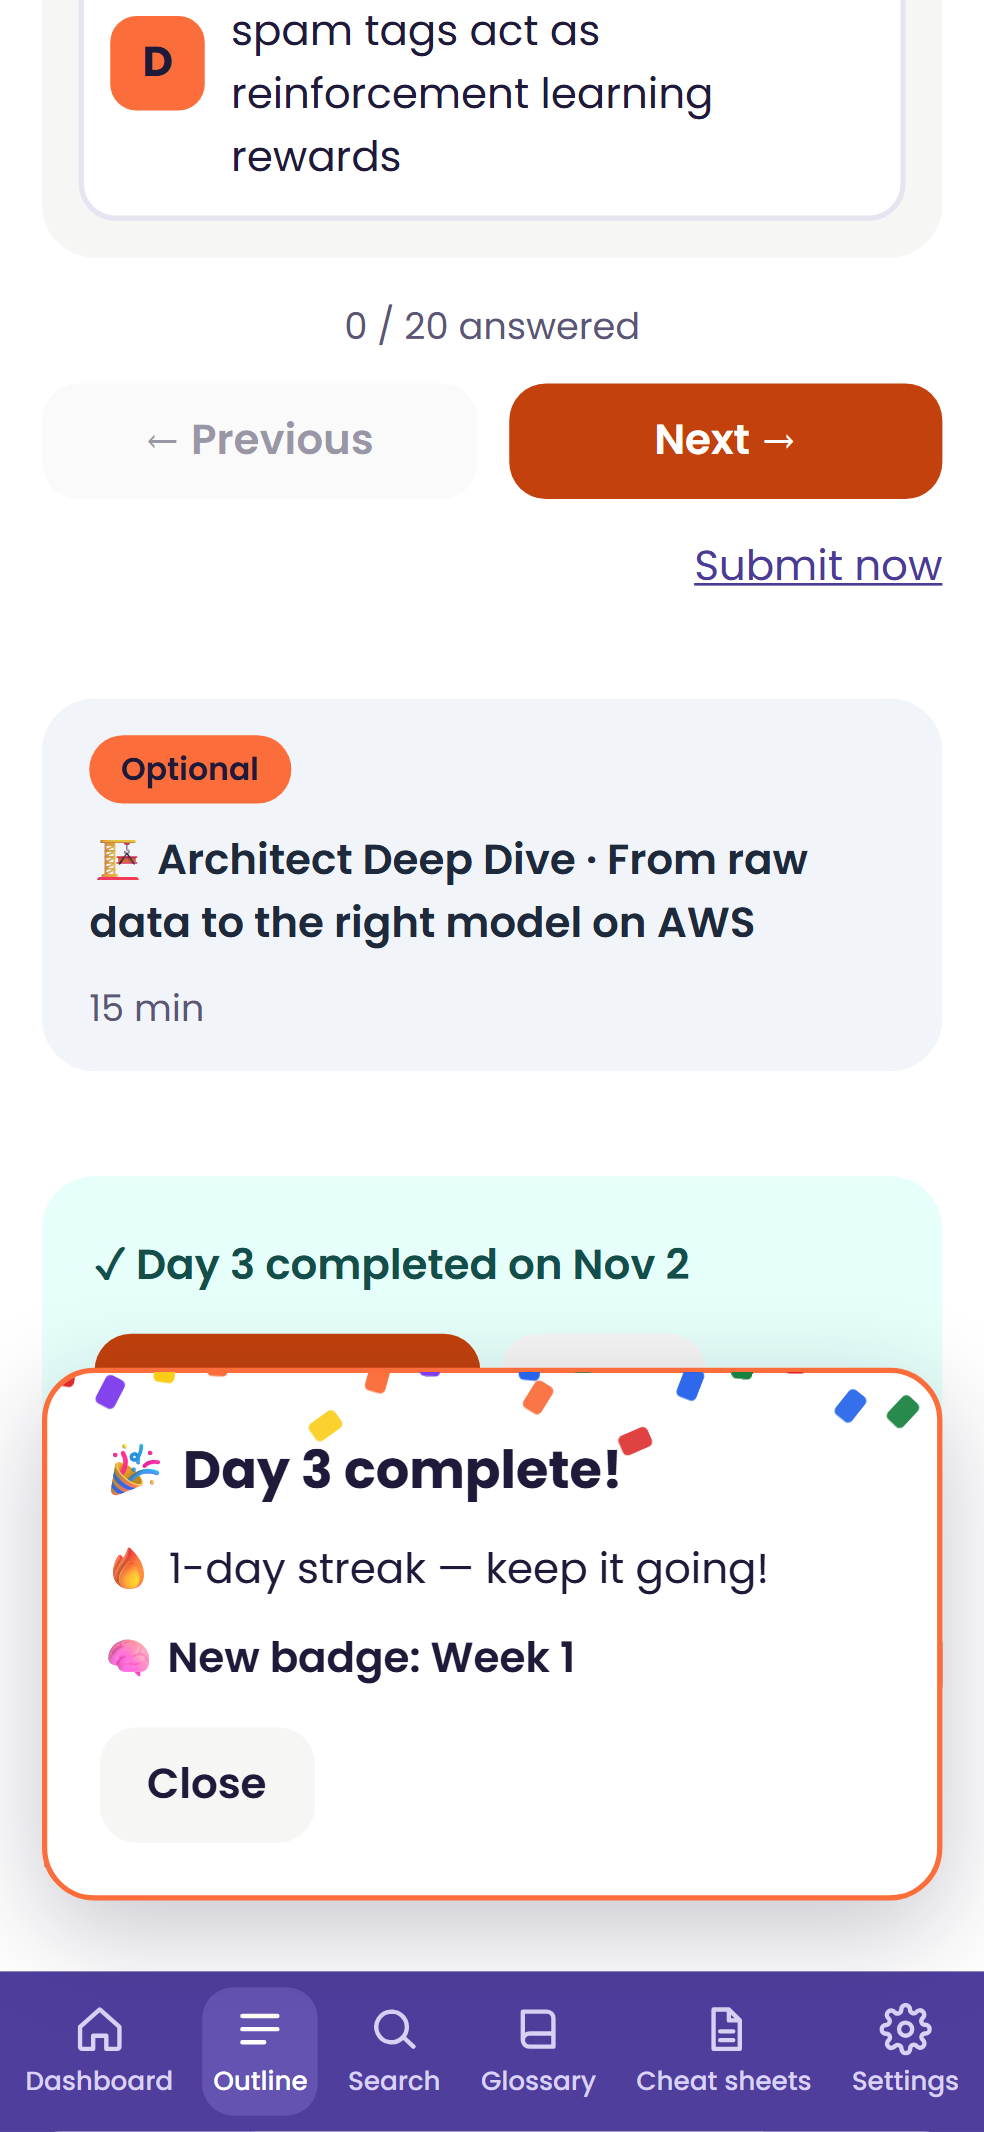 D
spam tags act as
reinforcement learning
rewards
0 / 20 answered
← Previous
Next →
Submit now
Optional
🏗️ Architect Deep Dive · From raw
data to the right model on AWS
15 min
✓ Day 3 completed on Nov 2
🎉 Day 3 complete!
🔥 1-day streak — keep it going!
🧠 New badge: Week 1
Close
Dashboard
Outline
Search
Glossary
Cheat sheets
Settings